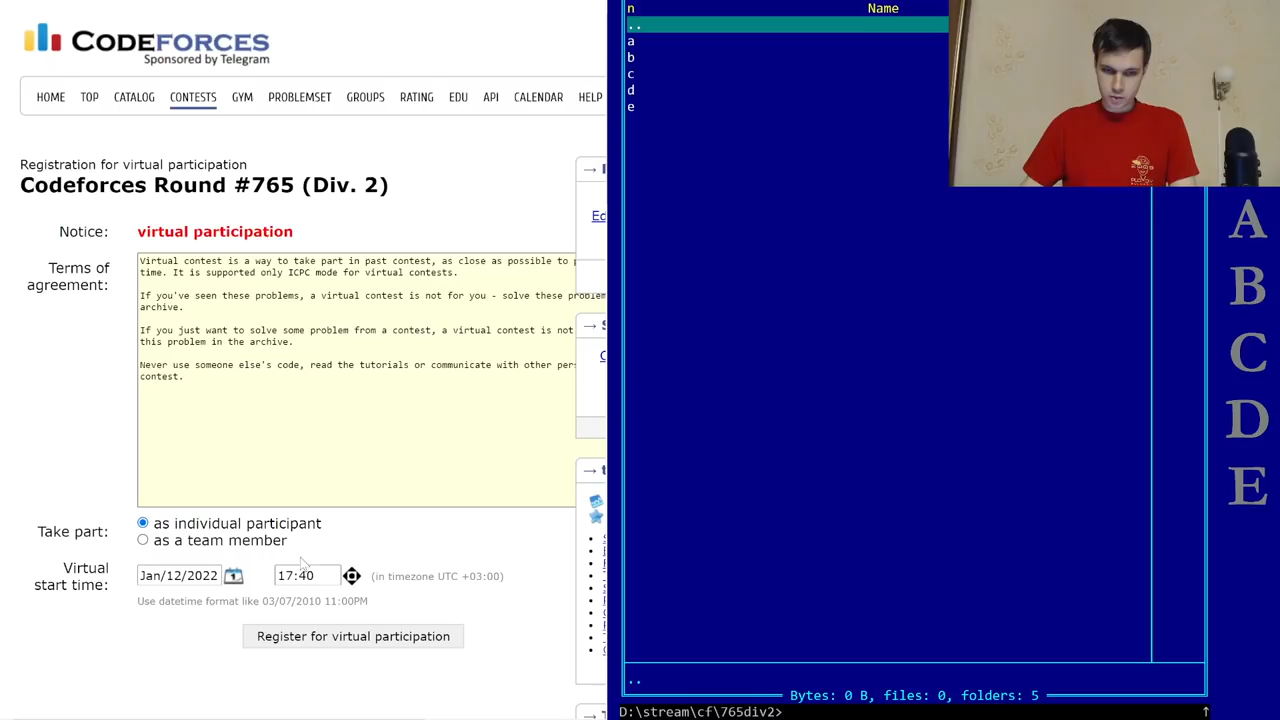 CODEFORCES
Sponsored by Telegram
HOME TOP CATALOG CONTESTS GYM PROBLEMSET GROUPS RATING EDU API CALENDAR HELP
Registration for virtual participation
Codeforces Round #765 (Div. 2)
Notice: virtual participation
Terms of agreement:
Virtual contest is a way to take part in past contest, as close as possible to
time. It is supported only ICPC mode for virtual contests.
If you've seen these problems, a virtual contest is not for you - solve these
archive.
If you just want to solve some problem from a contest, a virtual contest is not
this problem in the archive.
Never use someone else's code, read the tutorials or communicate with other
contest.
Take part: as individual participant
as a team member
Virtual start time: Jan/12/2022 17:40 (in timezone UTC +03:00)
Use datetime format like 03/07/2010 11:00PM
Register for virtual participation
n Name
..
a
b
c
d
e
..
Bytes: 0 B, files: 0, folders: 5
D:\stream\cf\765div2>
A
B
C
D
E